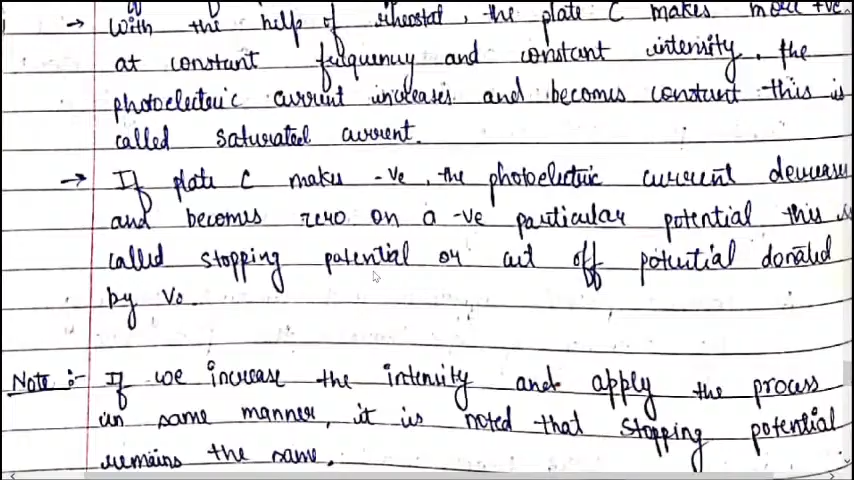 → With the help of rheostat, the plate C makes more +ve
at constant frequency and constant intensity, the
photoelectric current increases and becomes constant this is
called saturated current.
→ If plate C makes -ve, the photoelectric current decreases
and becomes zero on a -ve particular potential this is
called stopping potential or cut off potential donated
by V₀
Note :- If we increase the intensity and apply the process
in same manner, it is noted that stopping potential
remains the same.